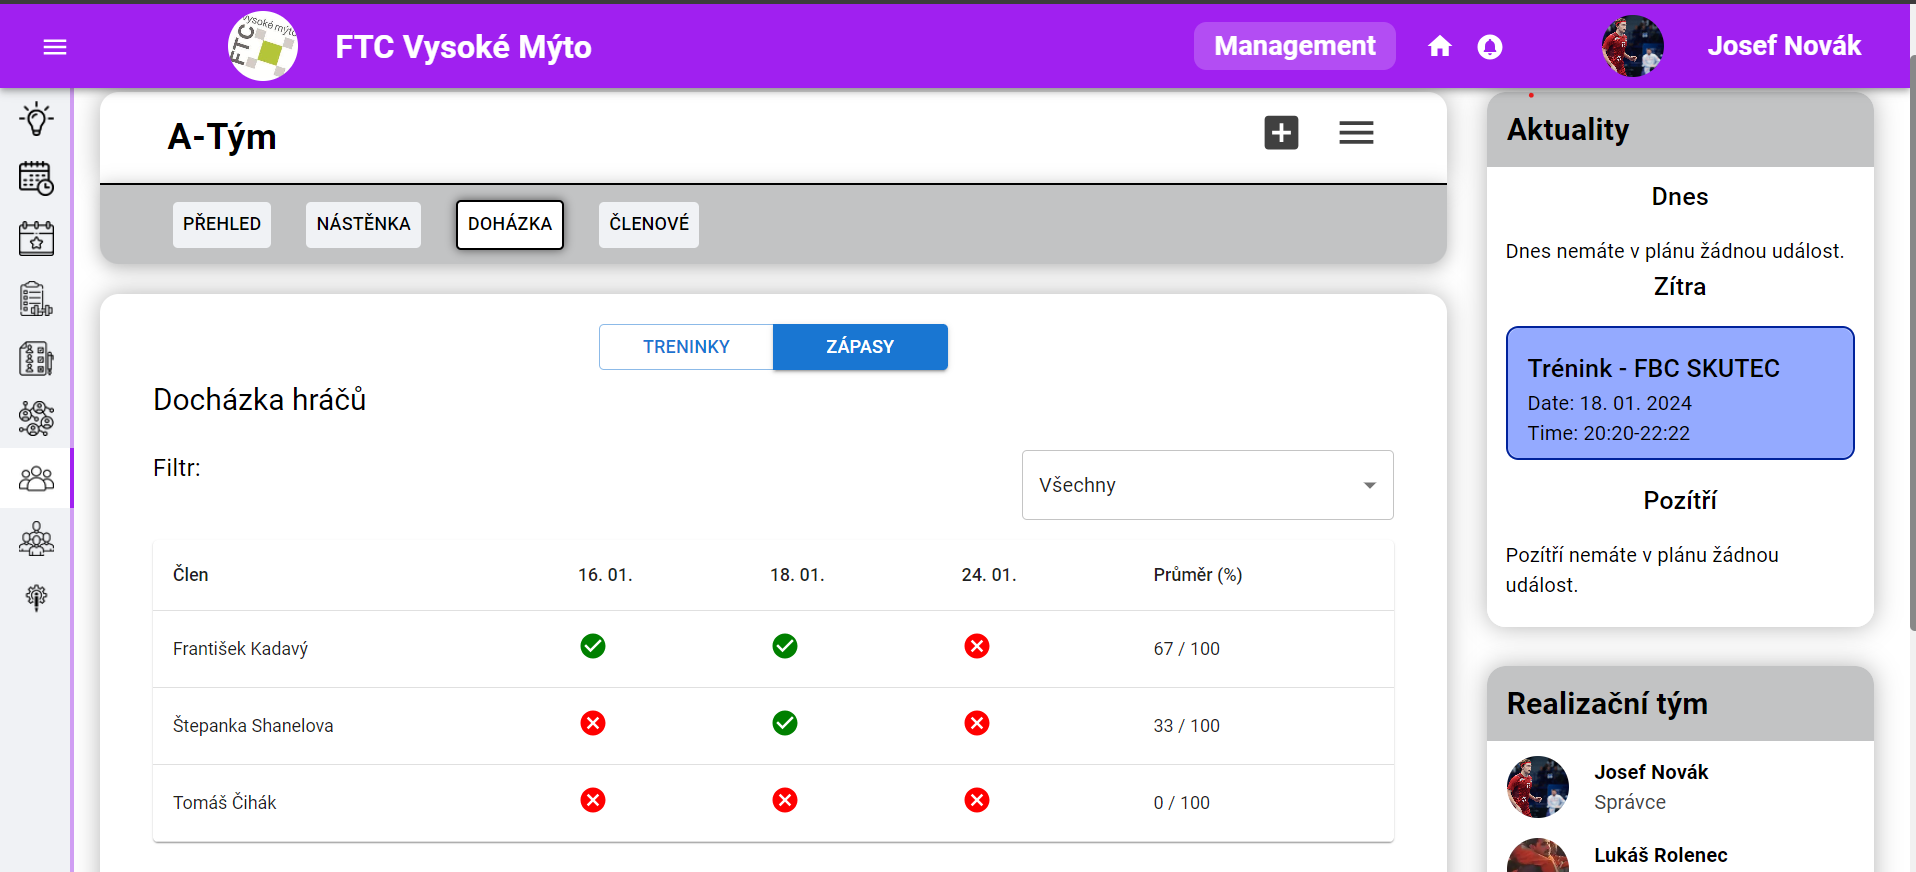 vysoké mýto
FTC
FTC Vysoké Mýto
Management
Josef Novák
A-Tým
PŘEHLED
NÁSTĚNKA
DOHÁZKA
ČLENOVÉ
TRENINKY
ZÁPASY
Docházka hráčů
Filtr:
Všechny
Člen 16. 01. 18. 01. 24. 01. Průměr (%)
František Kadavý 67 / 100
Štepanka Shanelova 33 / 100
Tomáš Čihák 0 / 100
Aktuality
Dnes
Dnes nemáte v plánu žádnou událost.
Zítra
Trénink - FBC SKUTEC
Date: 18. 01. 2024
Time: 20:20-22:22
Pozítří
Pozítří nemáte v plánu žádnou
událost.
Realizační tým
Josef Novák
Správce
Lukáš Rolenec